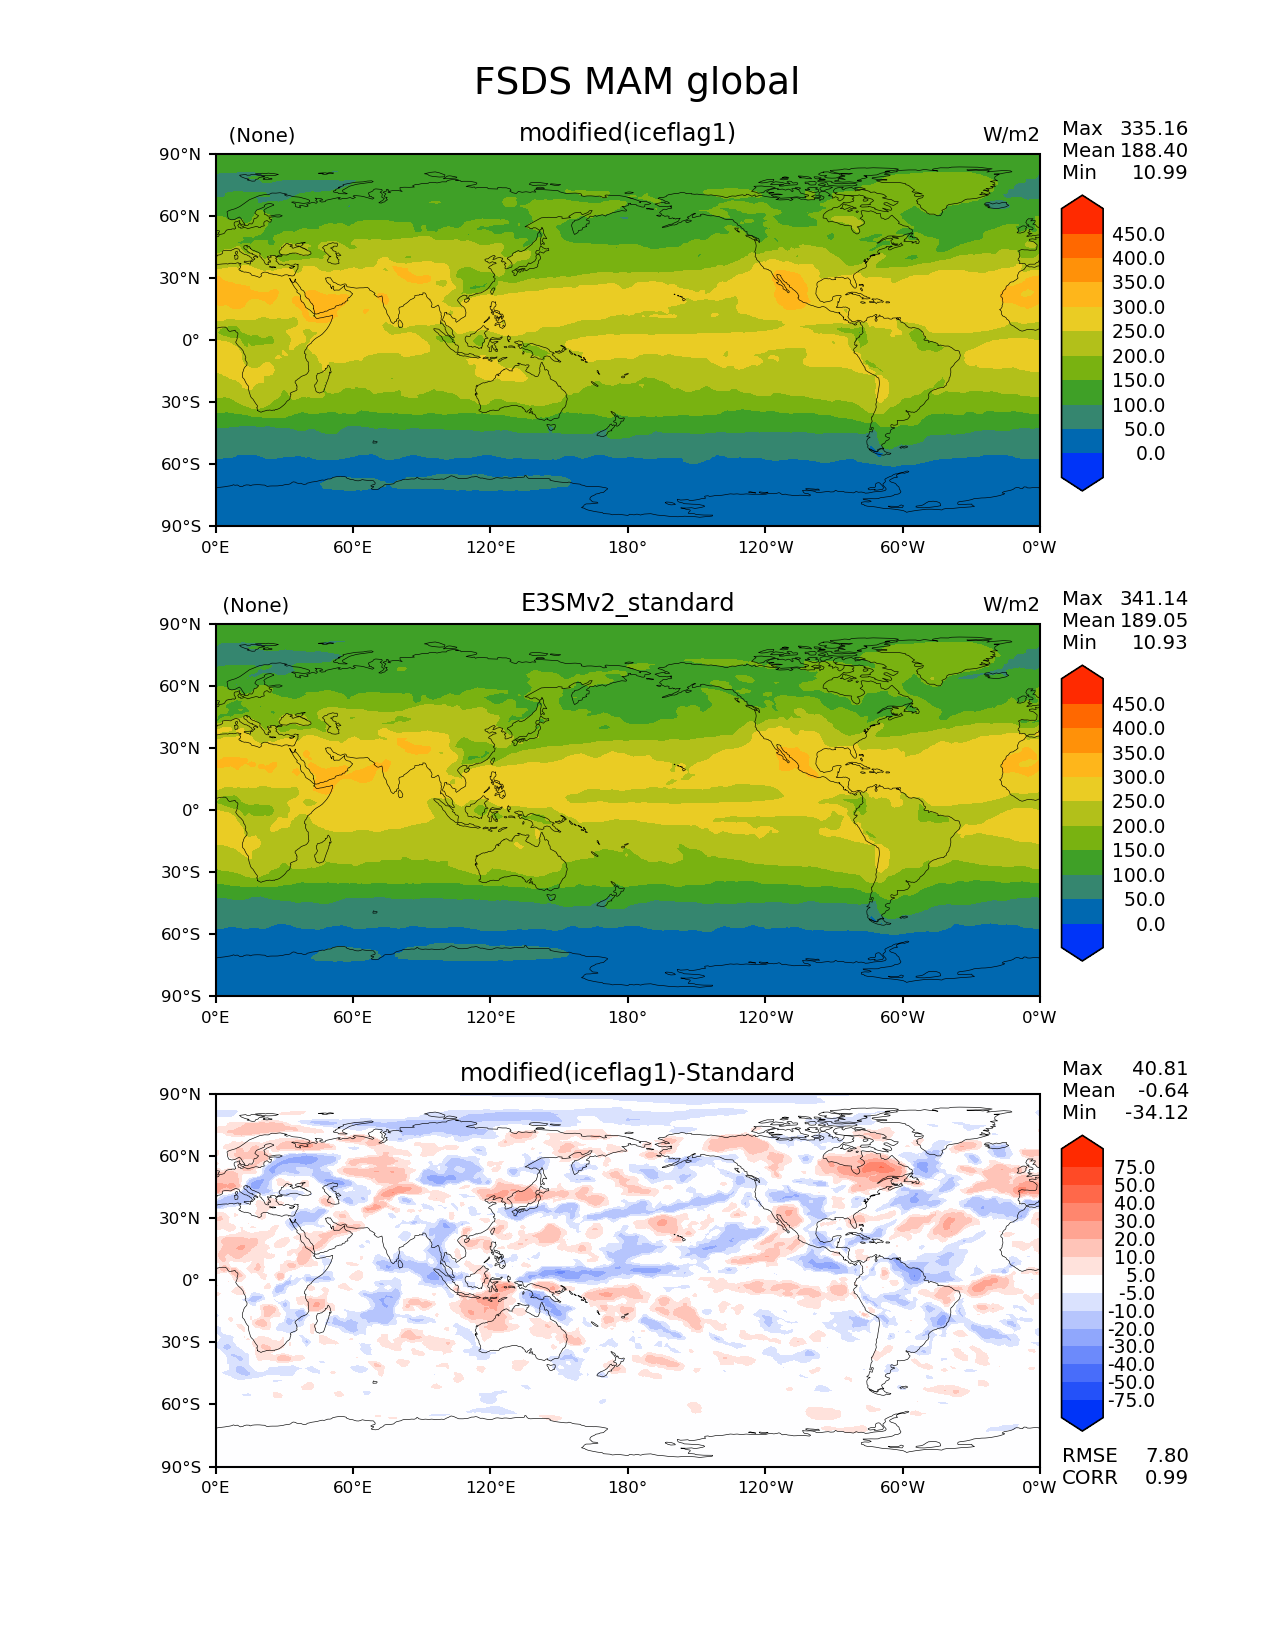 FSDS MAM global
(None) modified(iceflag1) W/m2
Max 335.16
Mean 188.40
Min 10.99
90°N
60°N
30°N
0°
30°S
60°S
90°S
0°E 60°E 120°E 180° 120°W 60°W 0°W
450.0
400.0
350.0
300.0
250.0
200.0
150.0
100.0
50.0
0.0
(None) E3SMv2_standard W/m2
Max 341.14
Mean 189.05
Min 10.93
90°N
60°N
30°N
0°
30°S
60°S
90°S
0°E 60°E 120°E 180° 120°W 60°W 0°W
450.0
400.0
350.0
300.0
250.0
200.0
150.0
100.0
50.0
0.0
modified(iceflag1)-Standard
Max 40.81
Mean -0.64
Min -34.12
90°N
60°N
30°N
0°
30°S
60°S
90°S
0°E 60°E 120°E 180° 120°W 60°W 0°W
75.0
50.0
40.0
30.0
20.0
10.0
5.0
-5.0
-10.0
-20.0
-30.0
-40.0
-50.0
-75.0
RMSE 7.80
CORR 0.99